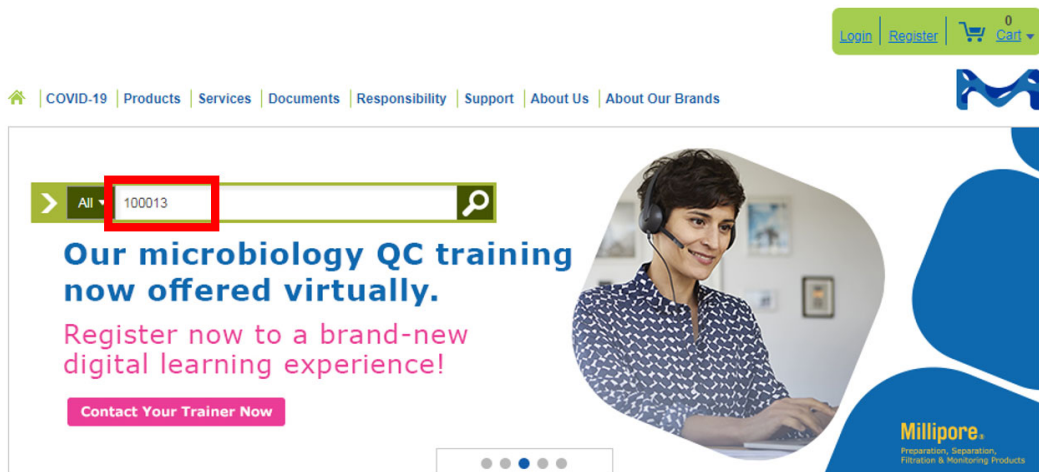 0
Login Register Cart
COVID-19 Products Services Documents Responsibility Support About Us About Our Brands
All 100013
Our microbiology QC training
now offered virtually.
Register now to a brand-new
digital learning experience!
Contact Your Trainer Now
Millipore®
Preparation, Separation,
Filtration & Monitoring Products